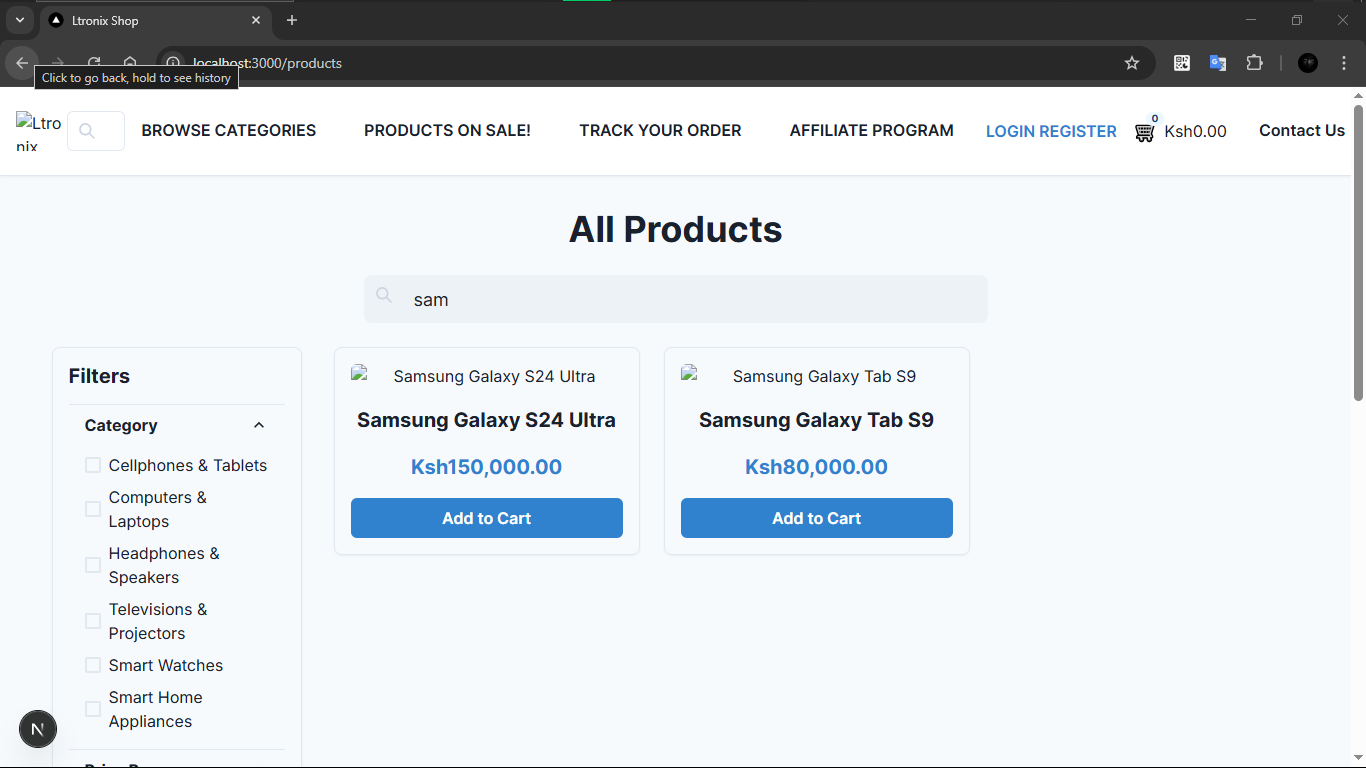 Ltronix Shop
localhost:3000/products
Click to go back, hold to see history
Ltro
nix
BROWSE CATEGORIES
PRODUCTS ON SALE!
TRACK YOUR ORDER
AFFILIATE PROGRAM
LOGIN REGISTER
0
Ksh0.00
Contact Us
All Products
sam
Filters
Category
Cellphones & Tablets
Computers &
Laptops
Headphones &
Speakers
Televisions &
Projectors
Smart Watches
Smart Home
Appliances
Samsung Galaxy S24 Ultra
Samsung Galaxy S24 Ultra
Ksh150,000.00
Add to Cart
Samsung Galaxy Tab S9
Samsung Galaxy Tab S9
Ksh80,000.00
Add to Cart
N